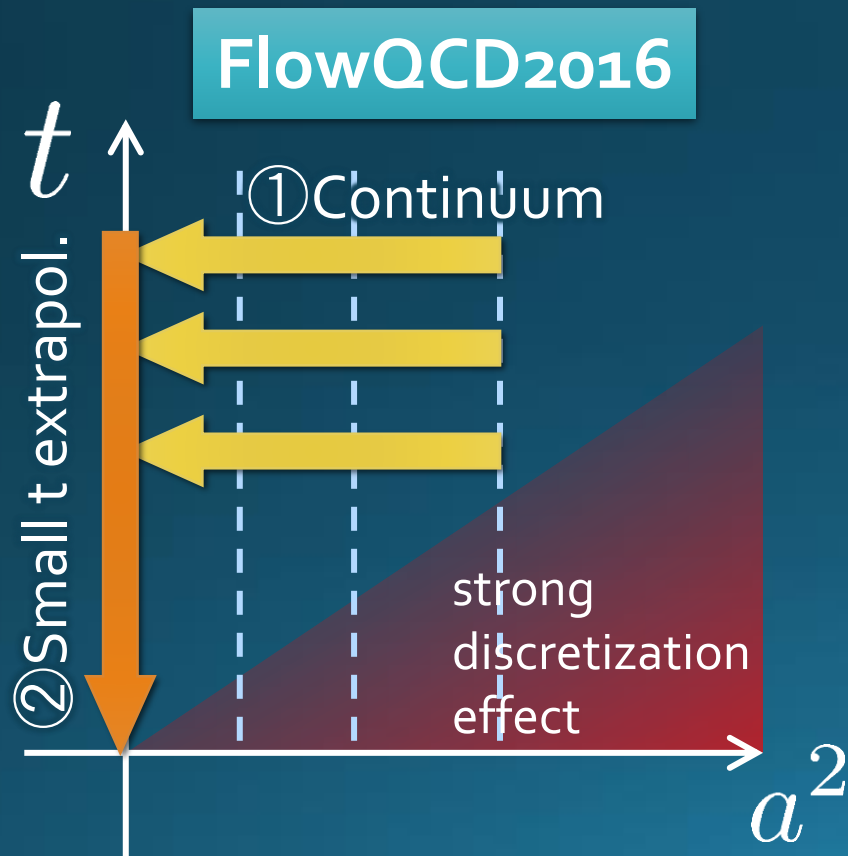 FlowQCD2016
t
①Continuum
②Small t extrapol.
strong
discretization
effect
a²